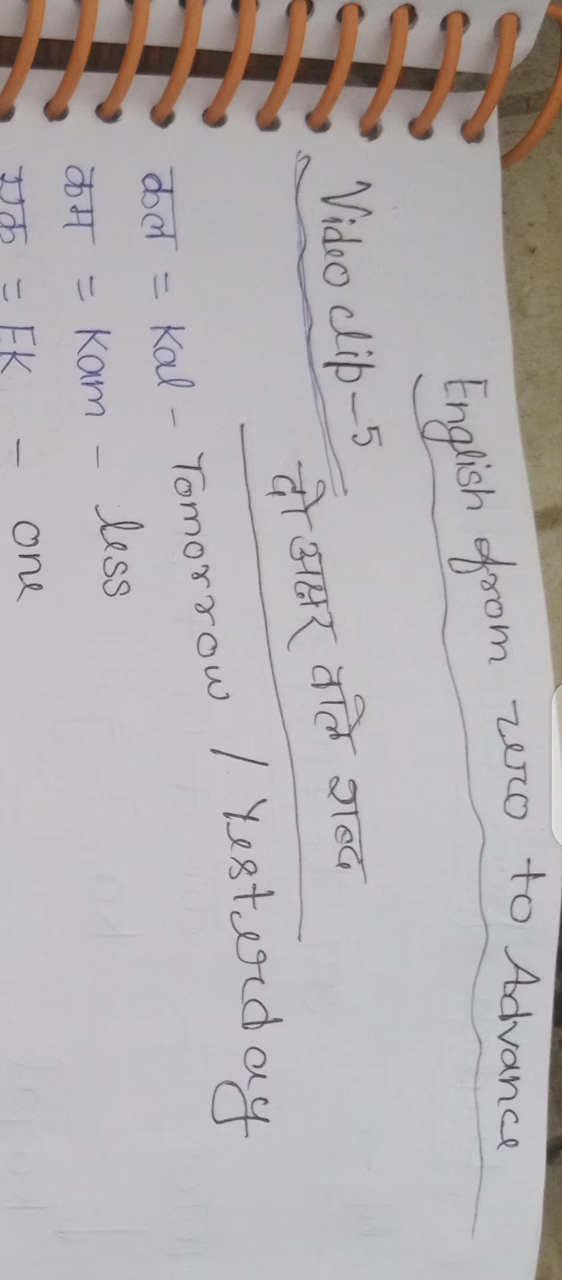 English from zero to Advance
Video clip-5
दो अक्षर वाले शब्द
कल = Kal - Tomorrow / Yesterday
कम = Kam - less
एक = EK - one